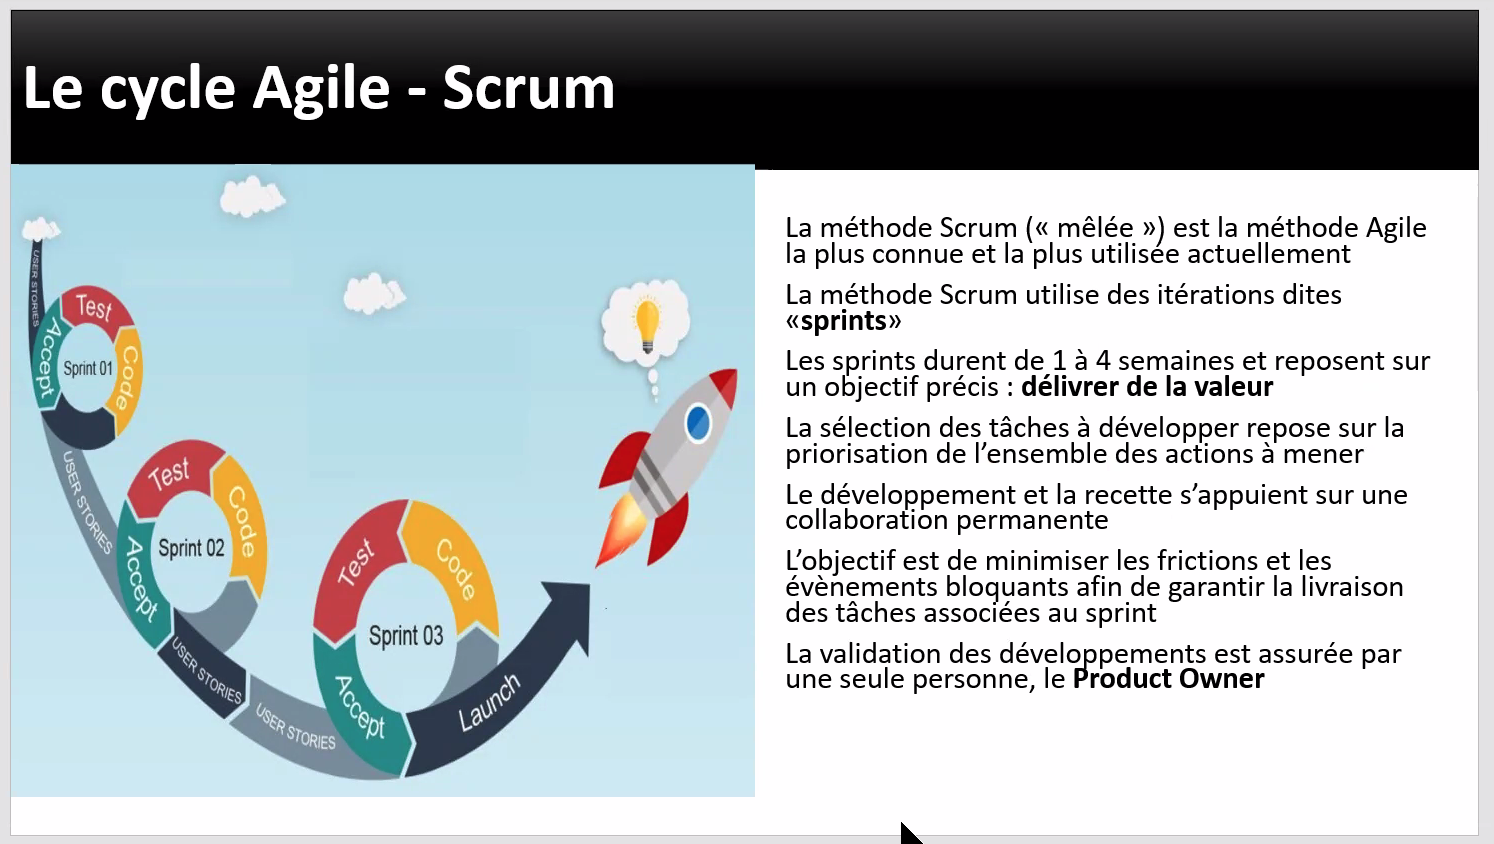 Le cycle Agile - Scrum
USER STORIES
Test
Code
Accept
Sprint 01
USER STORIES
Test
Code
Accept
Sprint 02
USER STORIES
USER STORIES
Test
Code
Accept
Sprint 03
Launch
La méthode Scrum (« mêlée ») est la méthode Agile
la plus connue et la plus utilisée actuellement
La méthode Scrum utilise des itérations dites
«sprints»
Les sprints durent de 1 à 4 semaines et reposent sur
un objectif précis : délivrer de la valeur
La sélection des tâches à développer repose sur la
priorisation de l’ensemble des actions à mener
Le développement et la recette s’appuient sur une
collaboration permanente
L’objectif est de minimiser les frictions et les
évènements bloquants afin de garantir la livraison
des tâches associées au sprint
La validation des développements est assurée par
une seule personne, le Product Owner